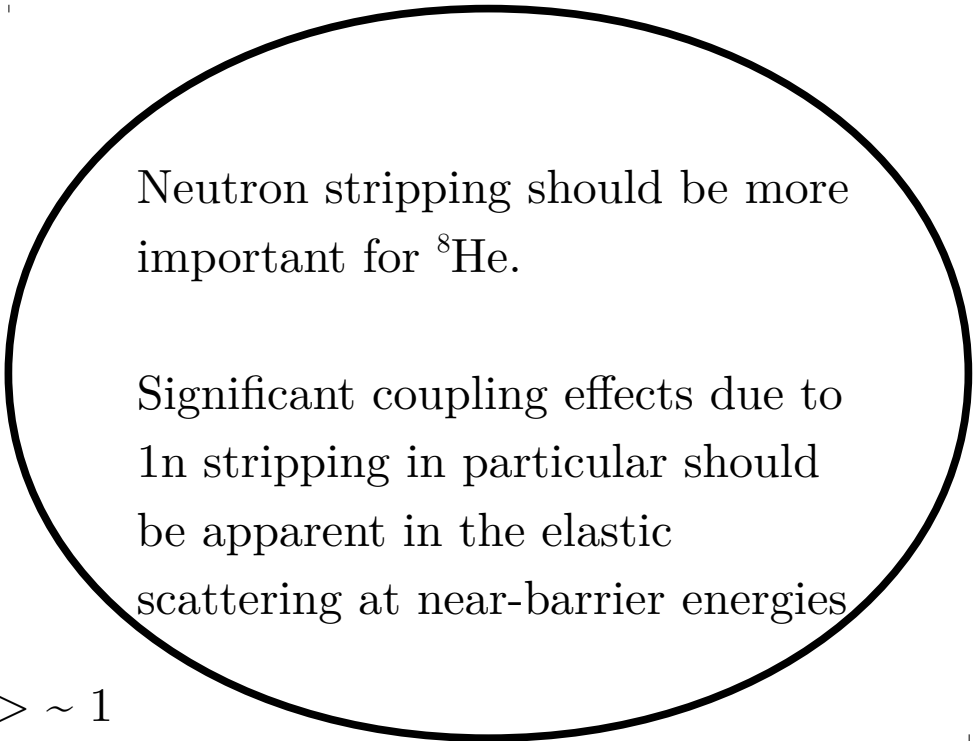 Neutron stripping should be more
important for ⁸He.
Significant coupling effects due to
1n stripping in particular should
be apparent in the elastic
scattering at near-barrier energies
> ~ 1